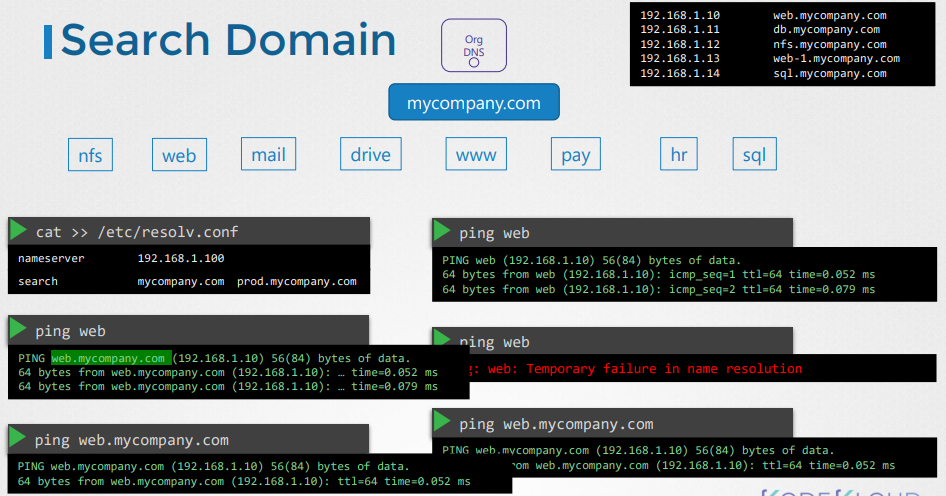 Search Domain
Org
DNS
192.168.1.10 web.mycompany.com
192.168.1.11 db.mycompany.com
192.168.1.12 nfs.mycompany.com
192.168.1.13 web-1.mycompany.com
192.168.1.14 sql.mycompany.com
mycompany.com
nfs web mail drive www pay hr sql
cat >> /etc/resolv.conf
nameserver 192.168.1.100
search mycompany.com prod.mycompany.com
ping web
PING web.mycompany.com (192.168.1.10) 56(84) bytes of data.
64 bytes from web.mycompany.com (192.168.1.10): … time=0.052 ms
64 bytes from web.mycompany.com (192.168.1.10): … time=0.079 ms
ping web.mycompany.com
PING web.mycompany.com (192.168.1.10) 56(84) bytes of data.
64 bytes from web.mycompany.com (192.168.1.10): ttl=64 time=0.052 ms
ping web
PING web (192.168.1.10) 56(84) bytes of data.
64 bytes from web (192.168.1.10): icmp_seq=1 ttl=64 time=0.052 ms
64 bytes from web (192.168.1.10): icmp_seq=2 ttl=64 time=0.079 ms
ping web
: web: Temporary failure in name resolution
ping web.mycompany.com
PING web.mycompany.com (192.168.1.10) 56(84) bytes of data.
om web.mycompany.com (192.168.1.10): ttl=64 time=0.052 ms